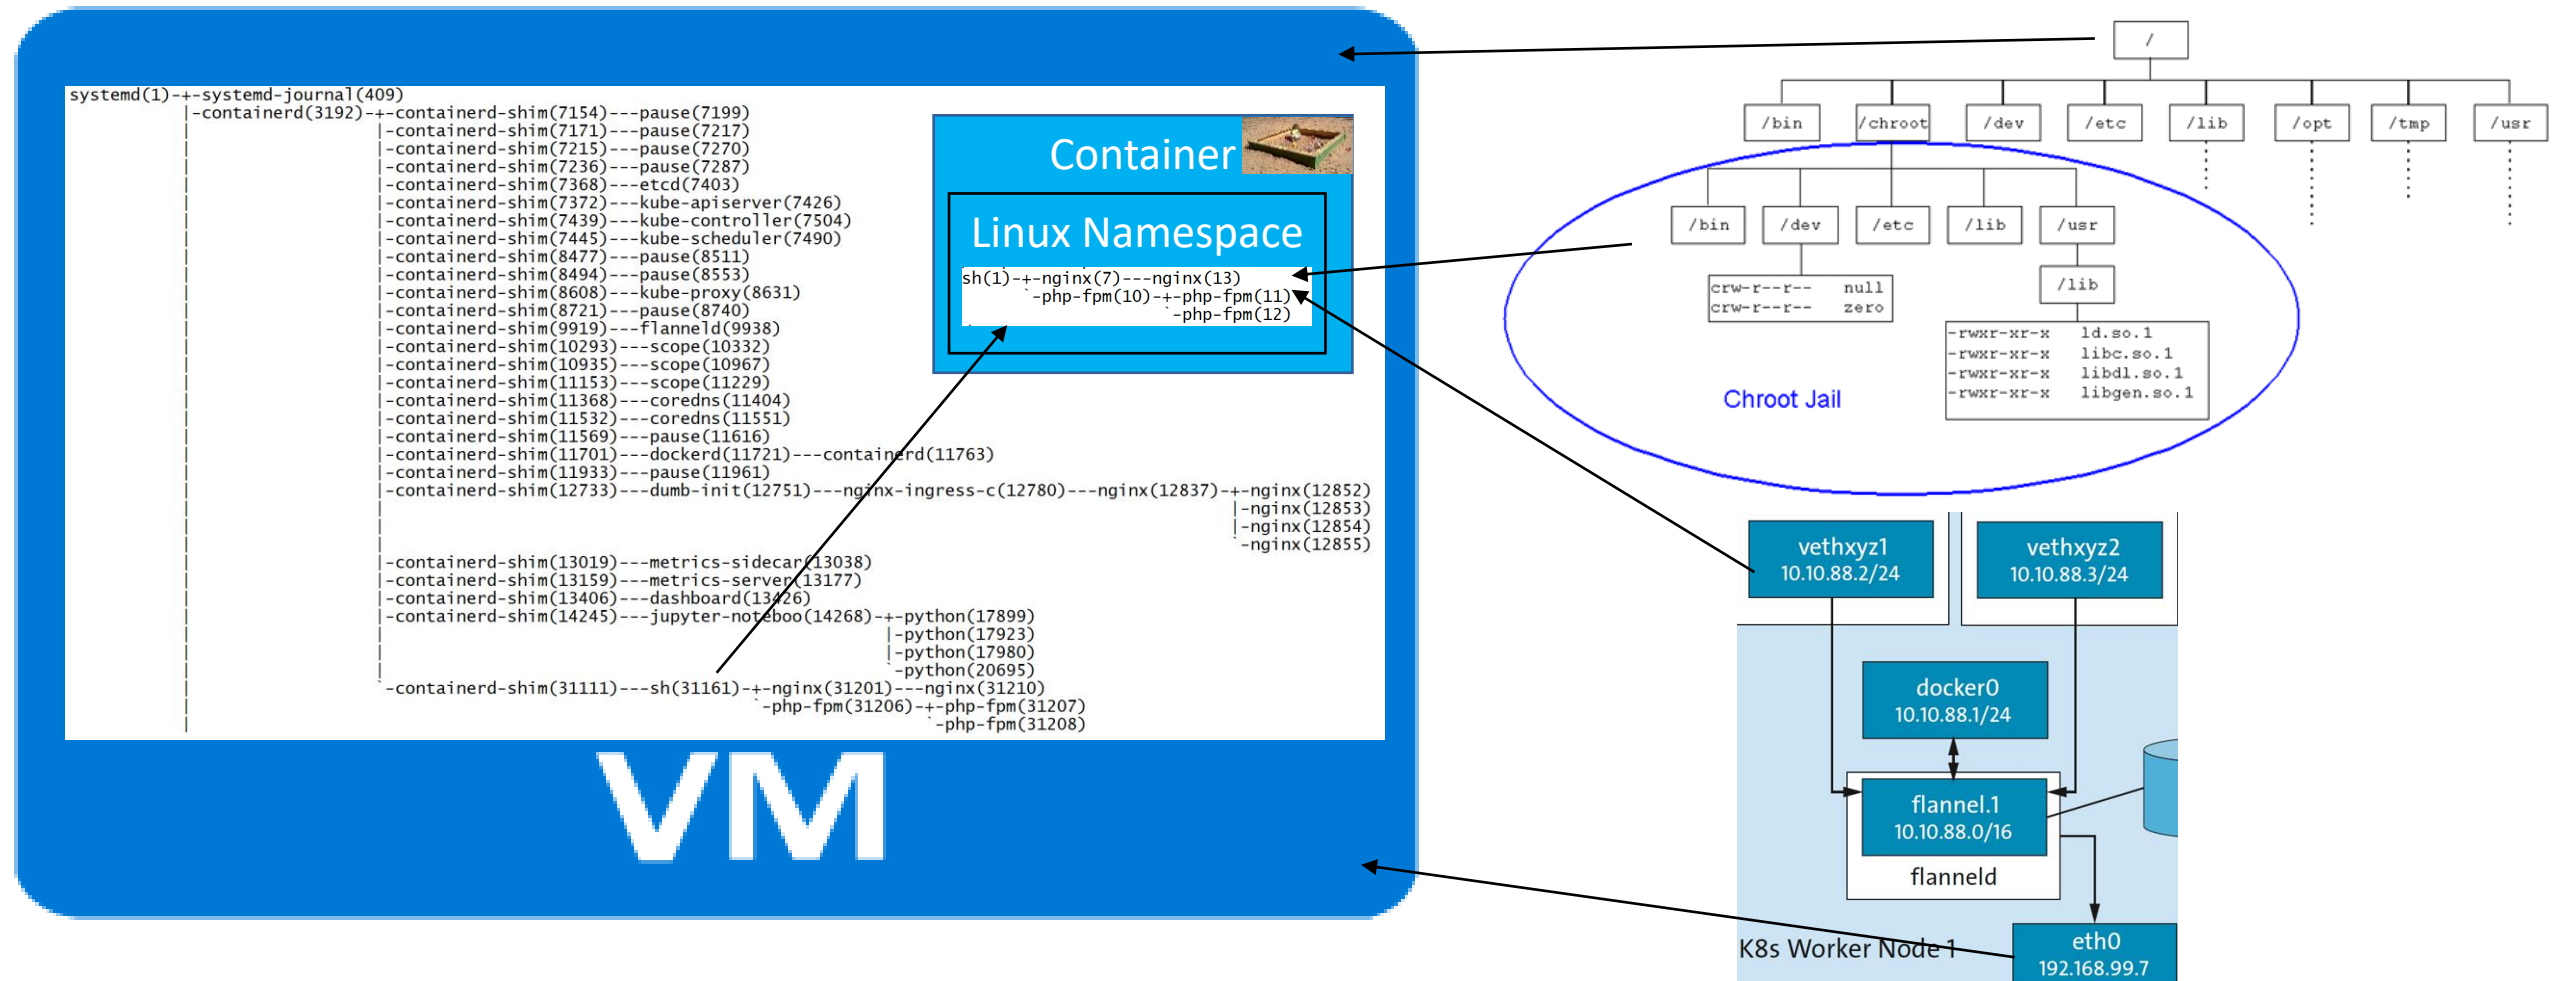 systemd(1)-+-systemd-journal(409)
|-containerd(3192)-+-containerd-shim(7154)---pause(7199)
| |-containerd-shim(7171)---pause(7217)
| |-containerd-shim(7215)---pause(7270)
| |-containerd-shim(7236)---pause(7287)
| |-containerd-shim(7368)---etcd(7403)
| |-containerd-shim(7372)---kube-apiserver(7426)
| |-containerd-shim(7439)---kube-controller(7504)
| |-containerd-shim(7445)---kube-scheduler(7490)
| |-containerd-shim(8477)---pause(8511)
| |-containerd-shim(8494)---pause(8553)
| |-containerd-shim(8608)---kube-proxy(8631)
| |-containerd-shim(8721)---pause(8740)
| |-containerd-shim(9919)---flanneld(9938)
| |-containerd-shim(10293)---scope(10332)
| |-containerd-shim(10935)---scope(10967)
| |-containerd-shim(11153)---scope(11229)
| |-containerd-shim(11368)---coredns(11404)
| |-containerd-shim(11532)---coredns(11551)
| |-containerd-shim(11569)---pause(11616)
| |-containerd-shim(11701)---dockerd(11721)---containerd(11763)
| |-containerd-shim(11933)---pause(11961)
| |-containerd-shim(12733)---dumb-init(12751)---nginx-ingress-c(12780)---nginx(12837)-+-nginx(12852)
| | |-nginx(12853)
| | |-nginx(12854)
| | `-nginx(12855)
| |-containerd-shim(13019)---metrics-sidecar(13038)
| |-containerd-shim(13159)---metrics-server(13177)
| |-containerd-shim(13406)---dashboard(13426)
| |-containerd-shim(14245)---jupyter-noteboo(14268)-+-python(17899)
| | |-python(17923)
| | |-python(17980)
| | `-python(20695)
| `-containerd-shim(31111)---sh(31161)-+-nginx(31201)---nginx(31210)
| `-php-fpm(31206)-+-php-fpm(31207)
| `-php-fpm(31208)
Container
Linux Namespace
sh(1)-+-nginx(7)---nginx(13)
`-php-fpm(10)-+-php-fpm(11)
`-php-fpm(12)
VM
/
/bin /chroot /dev /etc /lib /opt /tmp /usr
/bin /dev /etc /lib /usr
crw-r--r-- null
crw-r--r-- zero
/lib
-rwxr-xr-x ld.so.1
-rwxr-xr-x libc.so.1
-rwxr-xr-x libdl.so.1
-rwxr-xr-x libgen.so.1
Chroot Jail
vethxyz1
10.10.88.2/24
vethxyz2
10.10.88.3/24
docker0
10.10.88.1/24
flannel.1
10.10.88.0/16
flanneld
K8s Worker Node 1
eth0
192.168.99.7